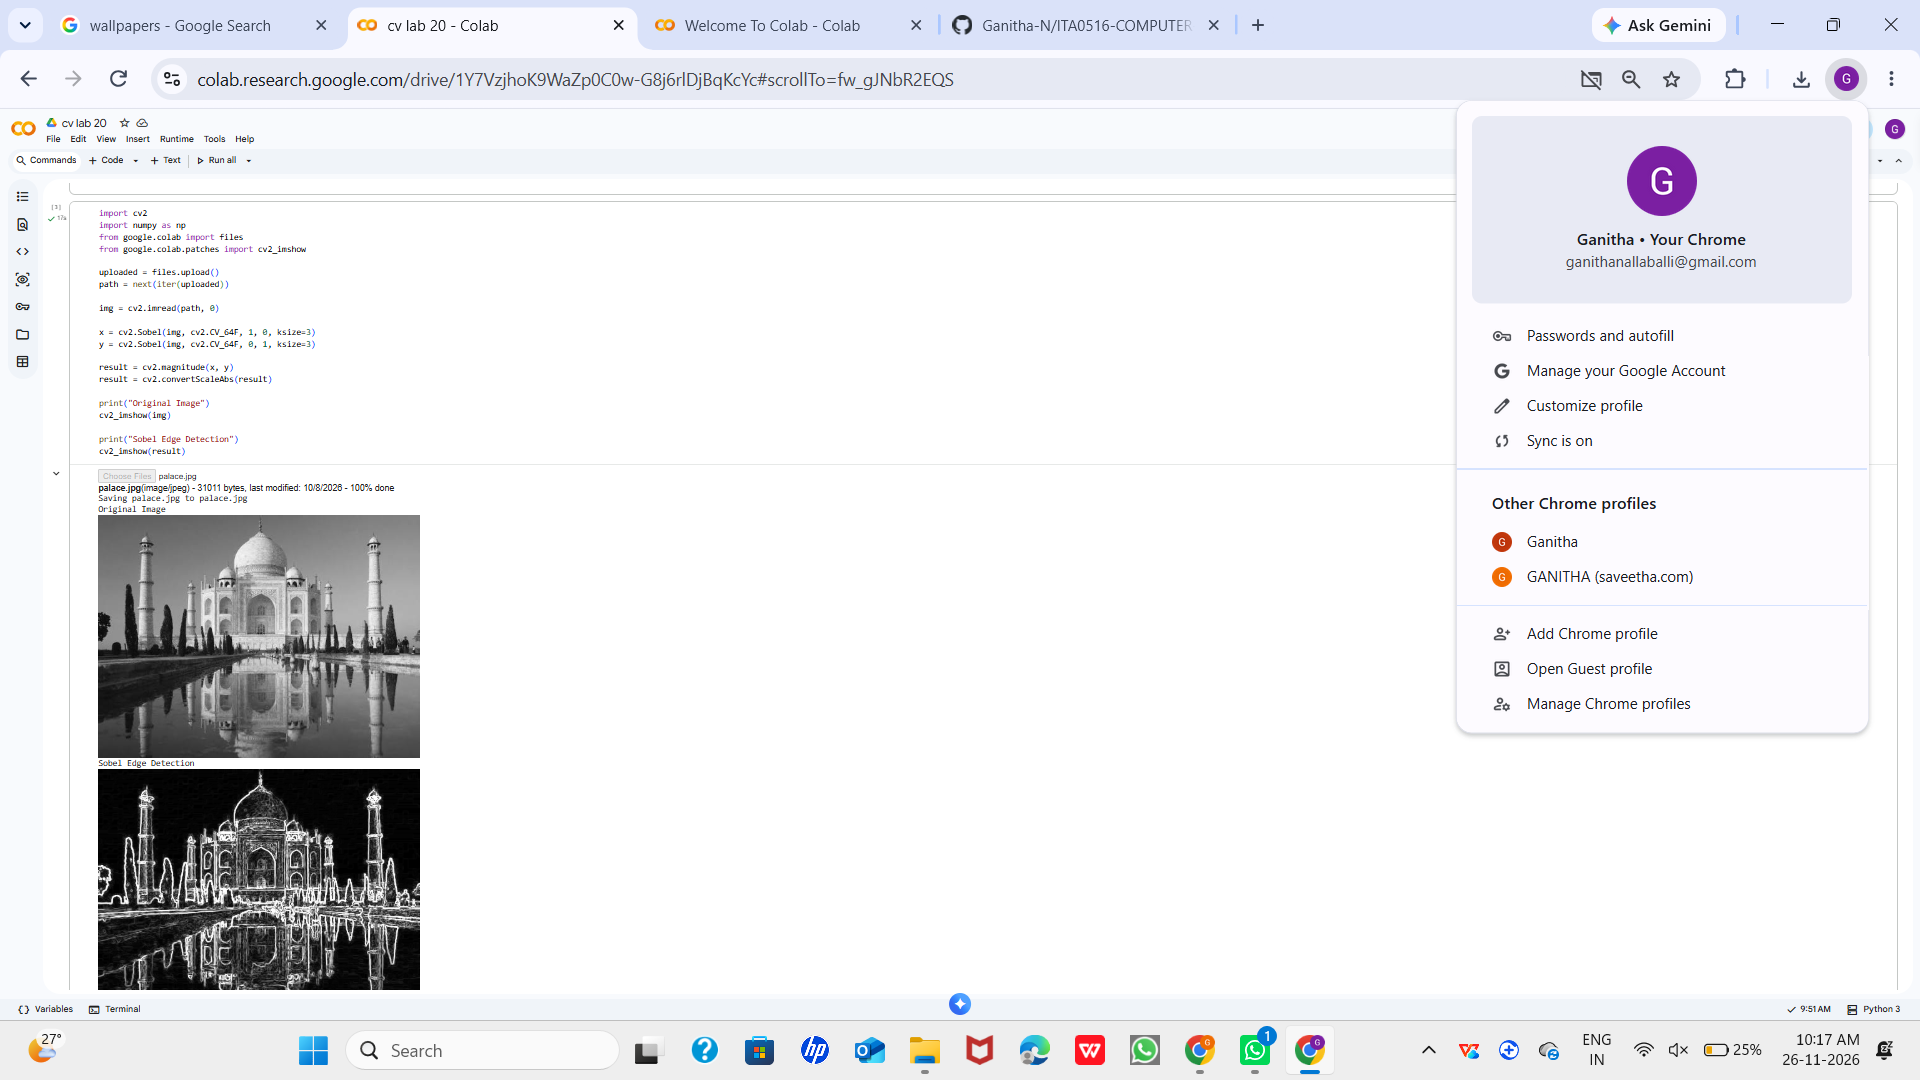 wallpapers - Google Search
cv lab 20 - Colab
Welcome To Colab - Colab
Ganitha-N/ITA0516-COMPUTER
Ask Gemini
colab.research.google.com/drive/1Y7VzjhoK9WaZp0C0w-G8j6rlDjBqKcYc#scrollTo=fw_gJNbR2EQS
G
cv lab 20
File Edit View Insert Runtime Tools Help
G
Commands + Code + Text Run all
[3]
17s
import cv2
import numpy as np
from google.colab import files
from google.colab.patches import cv2_imshow
uploaded = files.upload()
path = next(iter(uploaded))
img = cv2.imread(path, 0)
x = cv2.Sobel(img, cv2.CV_64F, 1, 0, ksize=3)
y = cv2.Sobel(img, cv2.CV_64F, 0, 1, ksize=3)
result = cv2.magnitude(x, y)
result = cv2.convertScaleAbs(result)
print("Original Image")
cv2_imshow(img)
print("Sobel Edge Detection")
cv2_imshow(result)
Choose Files palace.jpg
palace.jpg(image/jpeg) - 31011 bytes, last modified: 10/8/2026 - 100% done
Saving palace.jpg to palace.jpg
Original Image
Sobel Edge Detection
G
Ganitha • Your Chrome
ganithanallaballi@gmail.com
Passwords and autofill
Manage your Google Account
Customize profile
Sync is on
Other Chrome profiles
G Ganitha
G GANITHA (saveetha.com)
Add Chrome profile
Open Guest profile
Manage Chrome profiles
Variables Terminal
9:51 AM Python 3
27°
Search
1
ENG
IN
25%
10:17 AM
26-11-2026